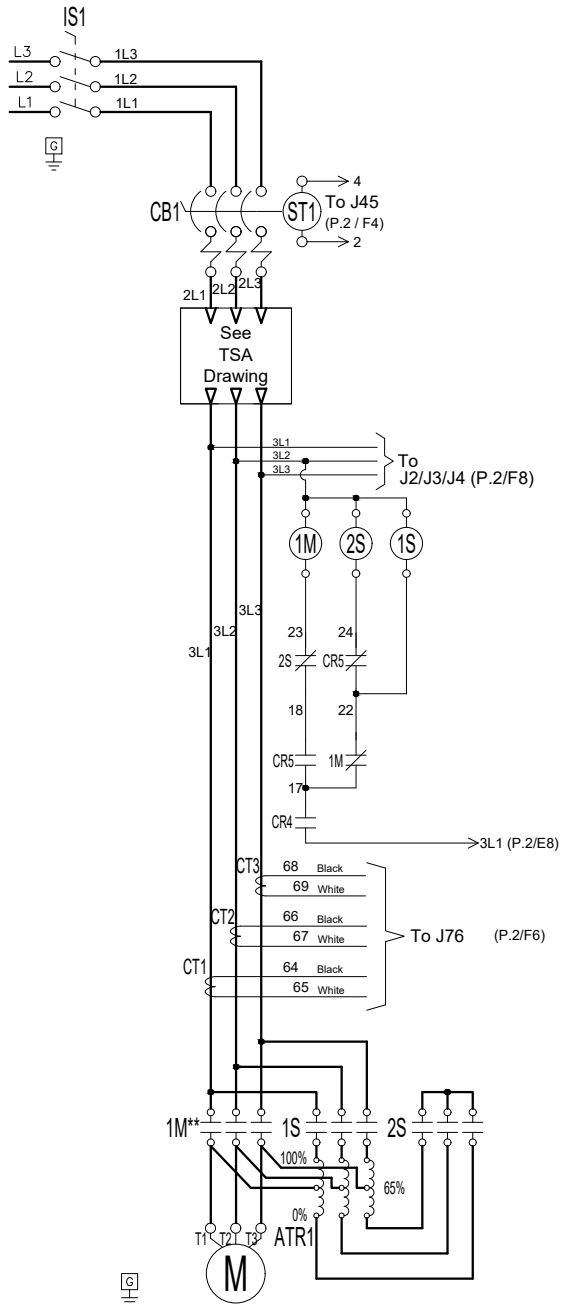 IS1
L3 1L3
L2 1L2
L1 1L1
G
4
CB1 ST1 To J45
(P.2 / F4)
2
2L1 2L2 2L3
See
TSA
Drawing
3L1
3L2
3L3
To
J2/J3/J4 (P.2/F8)
1M 2S 1S
3L1 3L2 3L3
23 24
2S CR5
18 22
CR5 1M
17
CR4
3L1 (P.2/E8)
CT3 68 Black
69 White
CT2 66 Black
67 White
To J76 (P.2/F6)
CT1 64 Black
65 White
1M** 1S 2S
100%
65%
0%
T1 T2 T3 ATR1
M
G